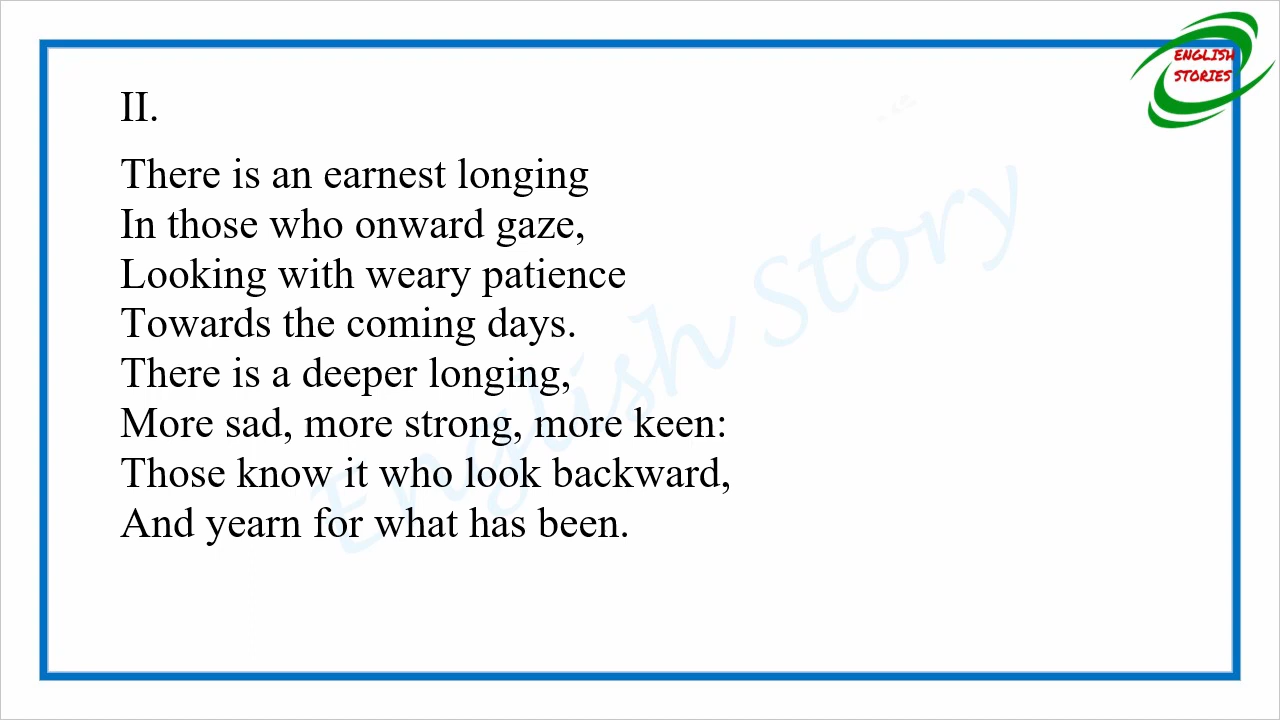 ENGLISH
STORIES
II.
There is an earnest longing
In those who onward gaze,
Looking with weary patience
Towards the coming days.
There is a deeper longing,
More sad, more strong, more keen:
Those know it who look backward,
And yearn for what has been.
English Story